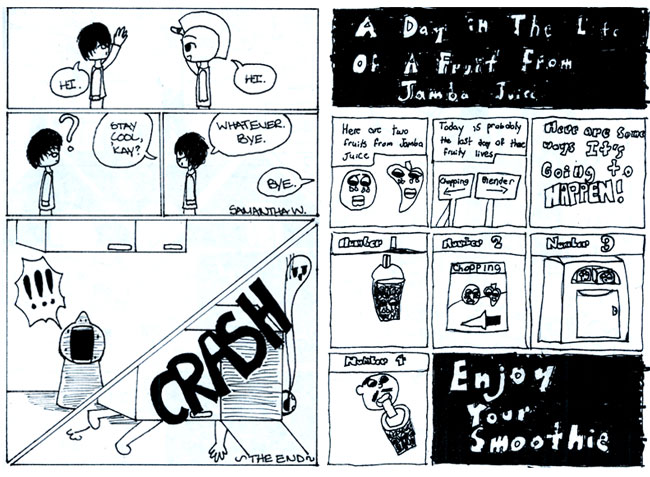 HI.
HI.
?
STAY
COOL,
'KAY?
WHATEVER.
BYE.
BYE.
SAMANTHA W.
!!!
CRASH
~THE END~
A Day in The Life
Of A Fruit From
Jamba Juice
Here are two
fruits from Jamba
JUICE
Today is probably
the last day of thee
fruity lives
Chopping
Blender
Here are some
ways It's
Going to
HAPPEN!
Number 1
Number 2
Chopping
Number 3
Number 4
Enjoy
Your
Smoothie